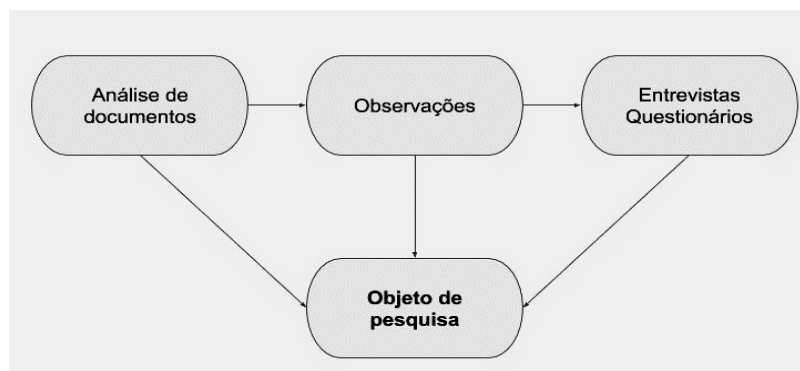 Análise de
documentos
Observações
Entrevistas
Questionários
Objeto de
pesquisa